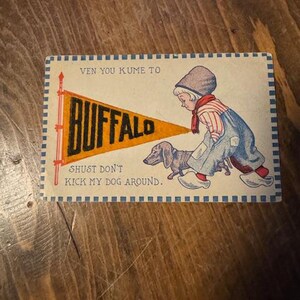 VEN YOU KUME TO
BUFFALO
SHUST DON'T
KICK MY DOG AROUND.